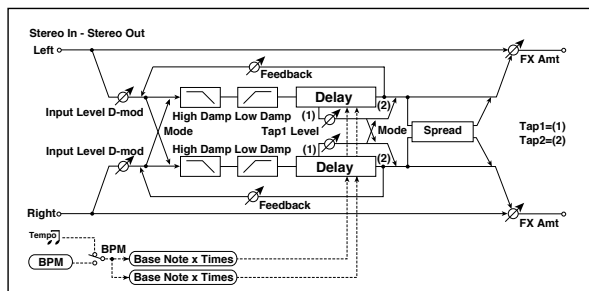 Stereo In - Stereo Out
Left
FX Amt
Feedback
Input Level D-mod
High Damp Low Damp
Delay
(1)
(2)
Mode
Tap1 Level
Mode
Spread
Tap1=(1)
Tap2=(2)
Input Level D-mod
High Damp Low Damp
(1)
(2)
Delay
Feedback
Right
FX Amt
Tempo
BPM
BPM
Base Note x Times
Base Note x Times